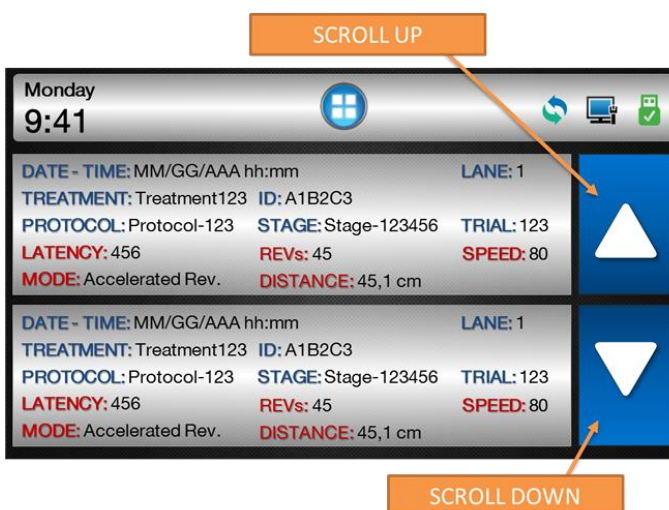 SCROLL UP
Monday
9:41
DATE - TIME: MM/GG/AAA hh:mm LANE: 1
TREATMENT: Treatment123 ID: A1B2C3
PROTOCOL: Protocol-123 STAGE: Stage-123456 TRIAL: 123
LATENCY: 456 REVs: 45 SPEED: 80
MODE: Accelerated Rev. DISTANCE: 45,1 cm
DATE - TIME: MM/GG/AAA hh:mm LANE: 1
TREATMENT: Treatment123 ID: A1B2C3
PROTOCOL: Protocol-123 STAGE: Stage-123456 TRIAL: 123
LATENCY: 456 REVs: 45 SPEED: 80
MODE: Accelerated Rev. DISTANCE: 45,1 cm
SCROLL DOWN